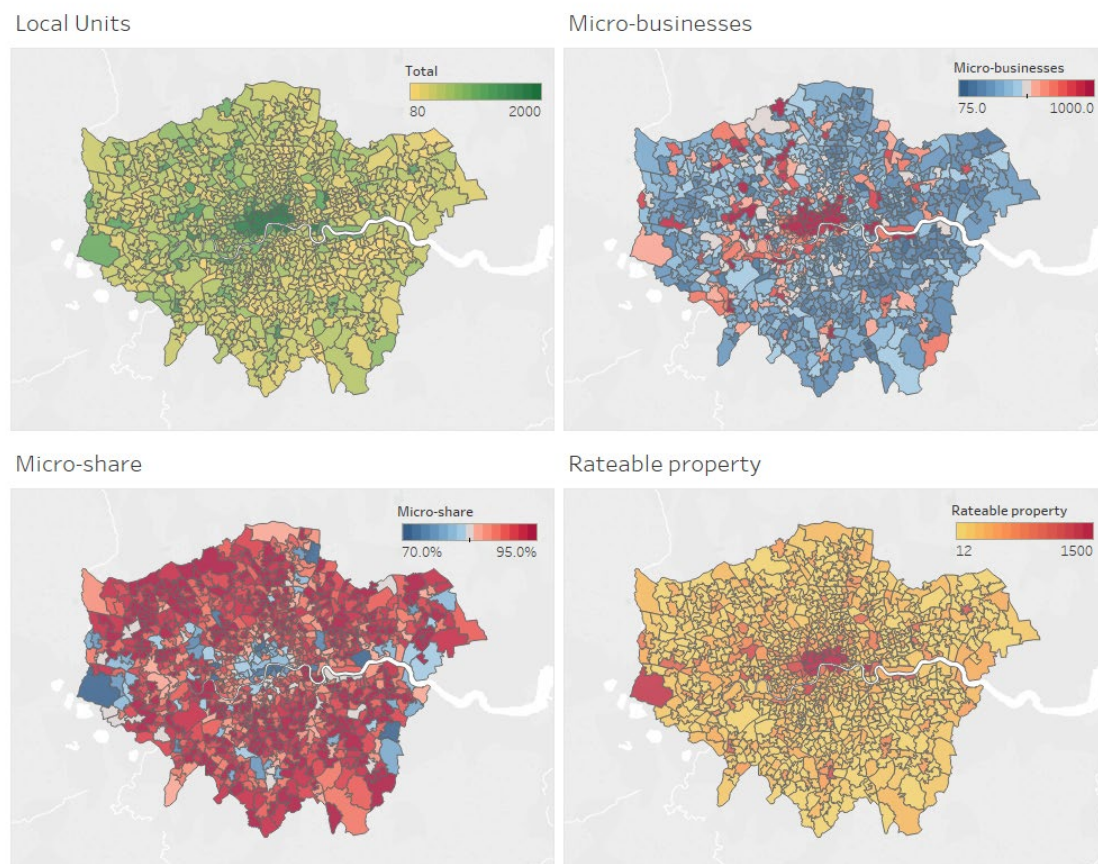 Local Units
Total
80 2000
Micro-businesses
Micro-businesses
75.0 1000.0
Micro-share
Micro-share
70.0% 95.0%
Rateable property
Rateable property
12 1500